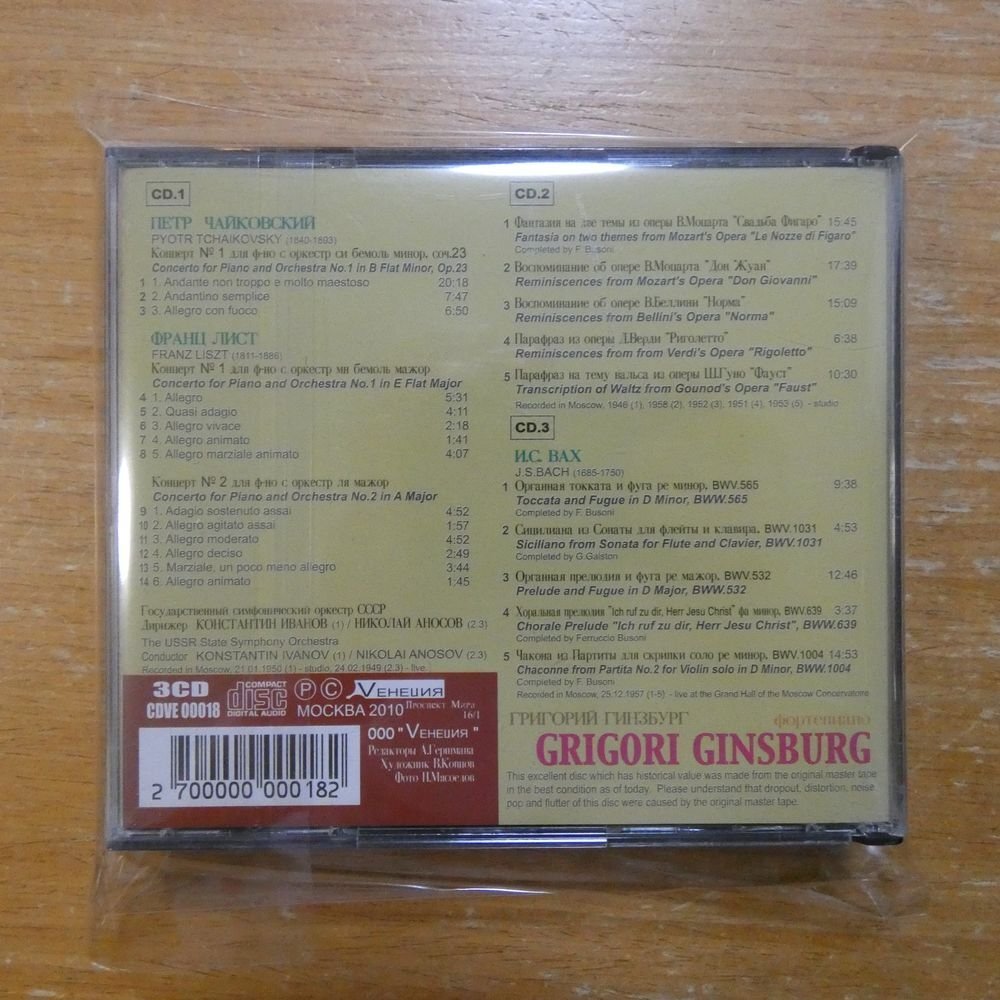 CD.1
ПЕТР ЧАЙКОВСКИЙ
PYOTR TCHAIKOVSKY (1840-1893)
Концерт №1 для ф-но с оркестр си бемоль минор, соч.23
Concerto for Piano and Orchestra No.1 in B Flat Minor, Op.23
1 1. Andante non troppo e molto maestoso 20:18
2 2. Andantino semplice 7:47
3 3. Allegro con fuoco 6:50
ФРАНЦ ЛИСТ
FRANZ LISZT (1811-1886)
Концерт №1 для ф-но с оркестр ми бемоль мажор
Concerto for Piano and Orchestra No.1 in E Flat Major
4 1. Allegro 5:31
5 2. Quasi adagio 4:11
6 3. Allegro vivace 2:18
7 4. Allegro animato 1:41
8 5. Allegro marziale animato 4:07
Концерт №2 для ф-но с оркестр ля мажор
Concerto for Piano and Orchestra No.2 in A Major
9 1. Adagio sostenuto assai 4:52
10 2. Allegro agitato assai 1:57
11 3. Allegro moderato 4:52
12 4. Allegro deciso 2:49
13 5. Marziale, un poco meno allegro 3:44
14 6. Allegro animato 1:45
Государственный симфонический оркестр СССР
Дирижер КОНСТАНТИН ИВАНОВ (1) / НИКОЛАЙ АНОСОВ (2.3)
The USSR State Symphony Orchestra
Conductor KONSTANTIN IVANOV (1) / NIKOLAI ANOSOV (2.3)
Recorded in Moscow, 21.01.1950 (1) - studio, 24.02.1949 (2.3) - live.
3CD
CDVE 00018
COMPACT
disc
DIGITAL AUDIO
P C Vенеция
МОСКВА 2010 Проспект Мира
16/1
ООО "Vенеция"
Редакторы А.Гершмана
Художник В.Копцов
Фото Н.Мясоедов
2 700000 000182
CD.2
1 Фантазия на две темы из оперы В.Моцарта "Свадьба Фигаро" 15:45
Fantasia on two themes from Mozart's Opera "Le Nozze di Figaro"
Completed by F. Busoni
2 Воспоминание об опере В.Моцарта "Дон Жуан" 17:39
Reminiscences from Mozart's Opera "Don Giovanni"
3 Воспоминание об опере В.Беллини "Норма" 15:09
Reminiscences from Bellini's Opera "Norma"
4 Парафраз из оперы Д.Верди "Риголетто" 6:38
Reminiscences from from Verdi's Opera "Rigoletto"
5 Парафраз на тему вальса из оперы Ш.Гуно "Фауст" 10:30
Transcription of Waltz from Gounod's Opera "Faust"
Recorded in Moscow, 1946 (1), 1958 (2), 1952 (3), 1951 (4), 1953 (5) - studio
CD.3
И.С. ВАХ
J.S.BACH (1685-1750)
1 Органная токката и фуга ре минор, BWV.565 9:38
Toccata and Fugue in D Minor, BWW.565
Completed by F. Busoni
2 Сицилиана из Сонаты для флейты и клавира, BWV.1031 4:53
Siciliano from Sonata for Flute and Clavier, BWW.1031
Completed by G.Galston
3 Органная прелюдия и фуга ре мажор, BWV.532 12:46
Prelude and Fugue in D Major, BWW.532
4 Хоральная прелюдия "Ich ruf zu dir, Herr Jesu Christ" фа минор, BWV.639 3:37
Chorale Prelude "Ich ruf zu dir, Herr Jesu Christ", BWW.639
Completed by Ferruccio Busoni
5 Чакона из Партиты для скрипки соло ре минор, BWV.1004 14:53
Chaconne from Partita No.2 for Violin solo in D Minor, BWW.1004
Completed by F. Busoni
Recorded in Moscow, 25.12.1957 (1-5) - live at the Grand Hall of the Moscow Concervatore
ГРИГОРИЙ ГИНЗБУРГ фортепиано
GRIGORI GINSBURG
This excellent disc which has historical value was made from the original master tape
in the best condition as of today. Please understand that dropout, distortion, noise
pop and flutter of this disc were caused by the original master tape.